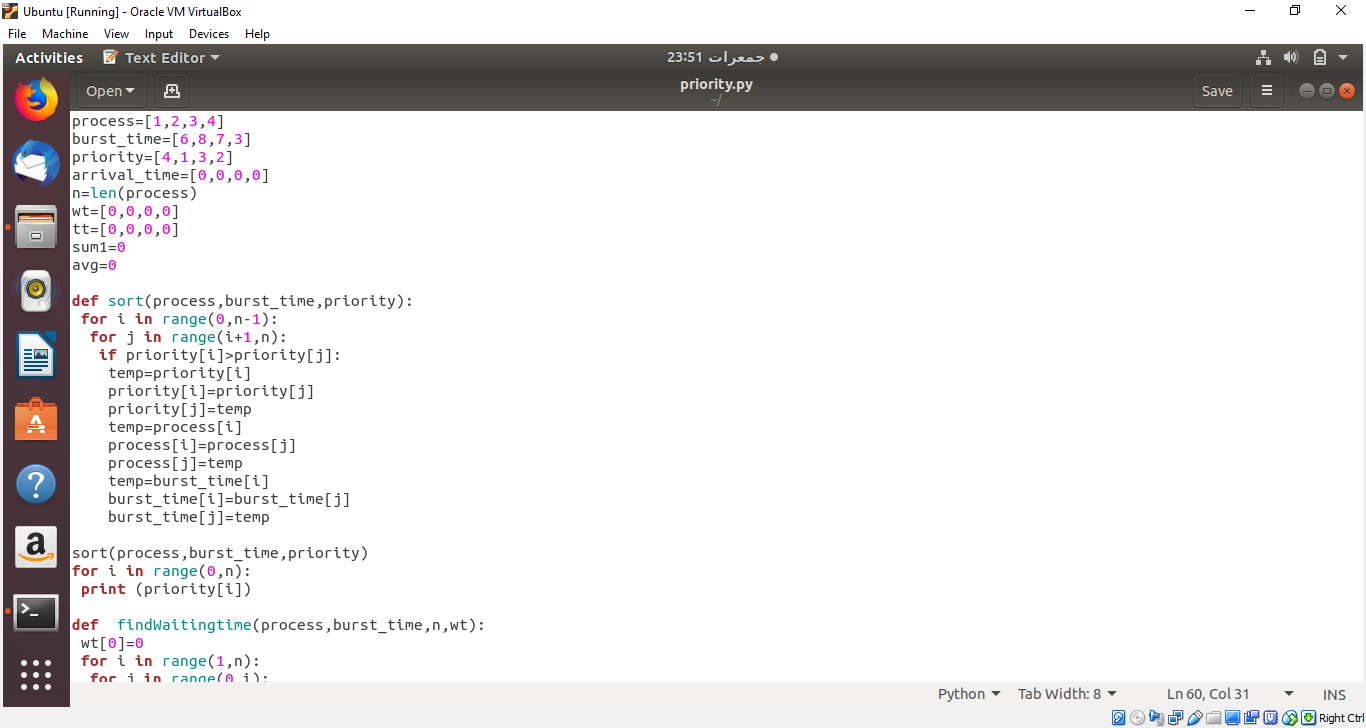 Ubuntu [Running] - Oracle VM VirtualBox
File Machine View Input Devices Help
Activities Text Editor جمعرات 23:51
Open priority.py Save
~/
process=[1,2,3,4]
burst_time=[6,8,7,3]
priority=[4,1,3,2]
arrival_time=[0,0,0,0]
n=len(process)
wt=[0,0,0,0]
tt=[0,0,0,0]
sum1=0
avg=0
def sort(process,burst_time,priority):
 for i in range(0,n-1):
  for j in range(i+1,n):
   if priority[i]>priority[j]:
    temp=priority[i]
    priority[i]=priority[j]
    priority[j]=temp
    temp=process[i]
    process[i]=process[j]
    process[j]=temp
    temp=burst_time[i]
    burst_time[i]=burst_time[j]
    burst_time[j]=temp
sort(process,burst_time,priority)
for i in range(0,n):
 print (priority[i])
def  findWaitingtime(process,burst_time,n,wt):
 wt[0]=0
 for i in range(1,n):
  for j in range(0,i):
Python Tab Width: 8 Ln 60, Col 31 INS
Right Ctrl